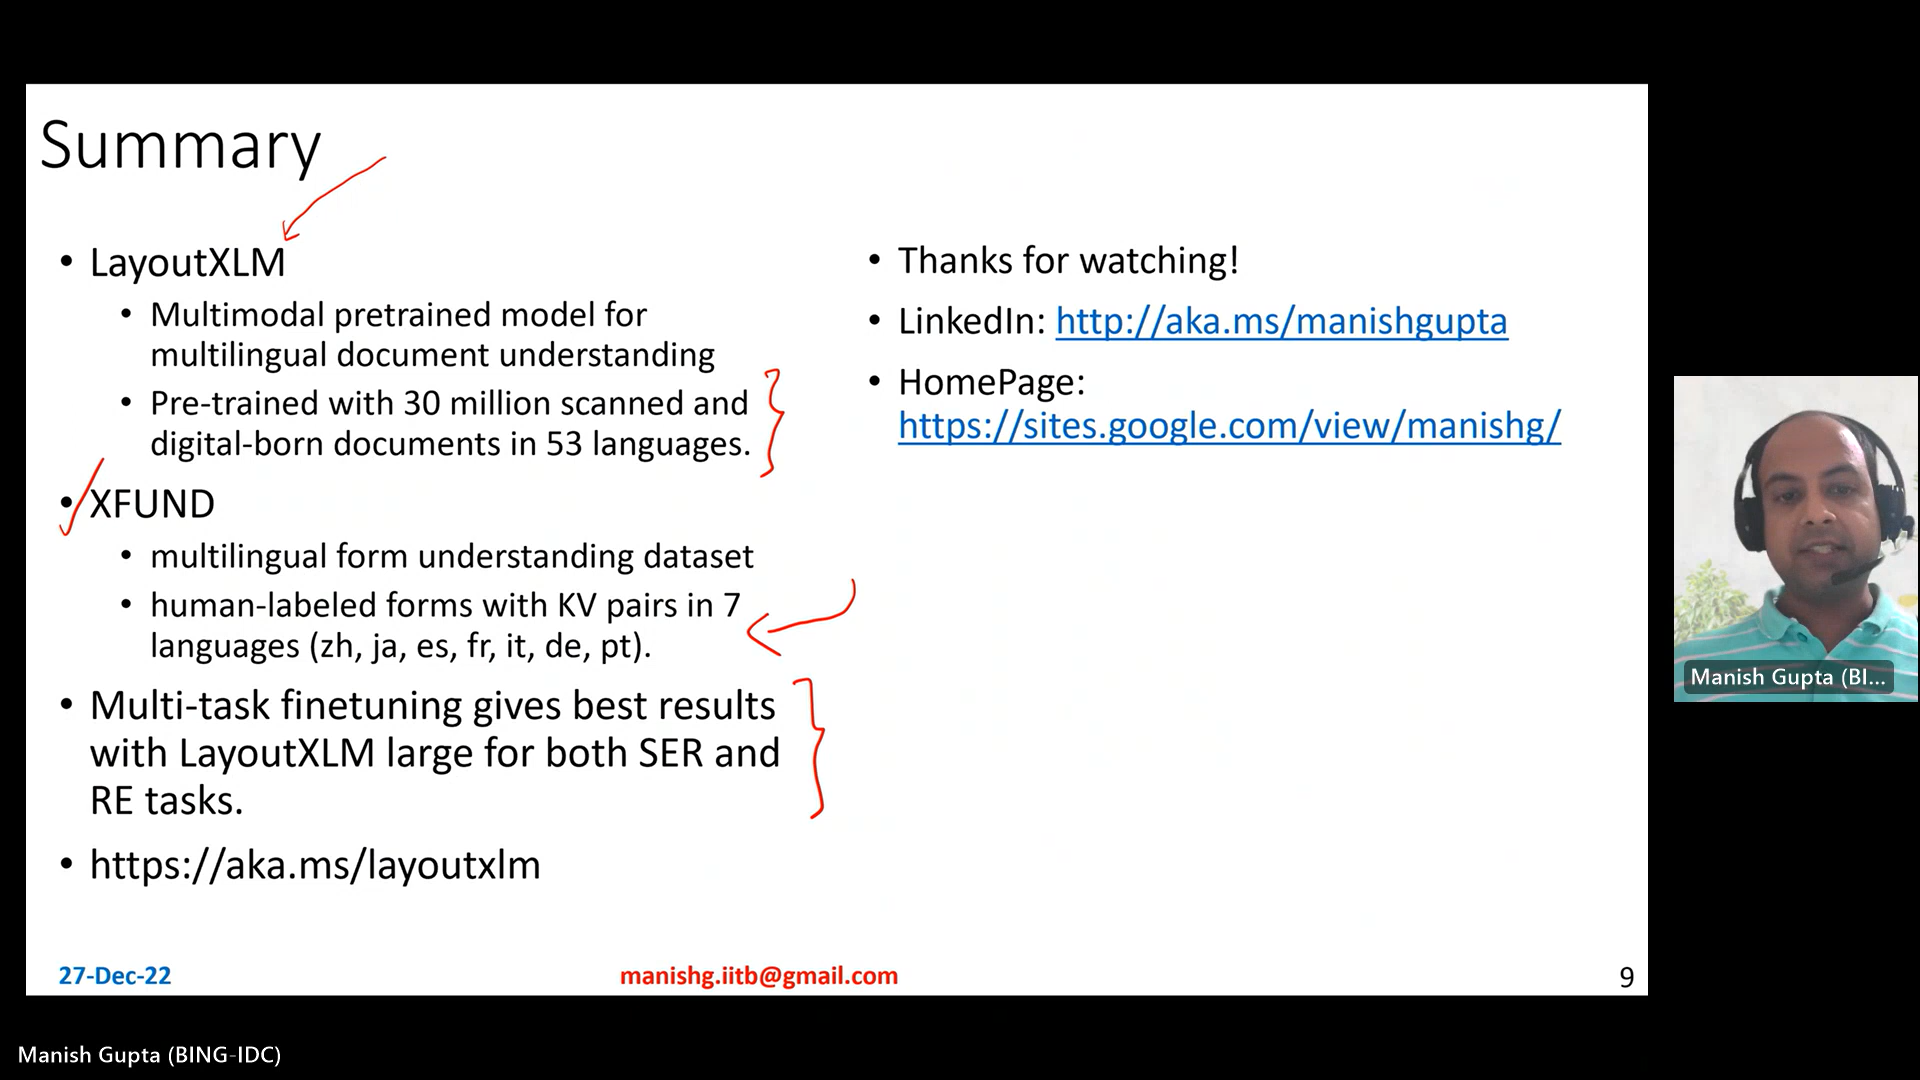 Summary
• LayoutXLM
• Multimodal pretrained model for
multilingual document understanding
• Pre-trained with 30 million scanned and
digital-born documents in 53 languages.
• XFUND
• multilingual form understanding dataset
• human-labeled forms with KV pairs in 7
languages (zh, ja, es, fr, it, de, pt).
• Multi-task finetuning gives best results
with LayoutXLM large for both SER and
RE tasks.
• https://aka.ms/layoutxlm
• Thanks for watching!
• LinkedIn: http://aka.ms/manishgupta
• HomePage:
https://sites.google.com/view/manishg/
27-Dec-22
manishg.iitb@gmail.com
9
Manish Gupta (BI...
Manish Gupta (BING-IDC)